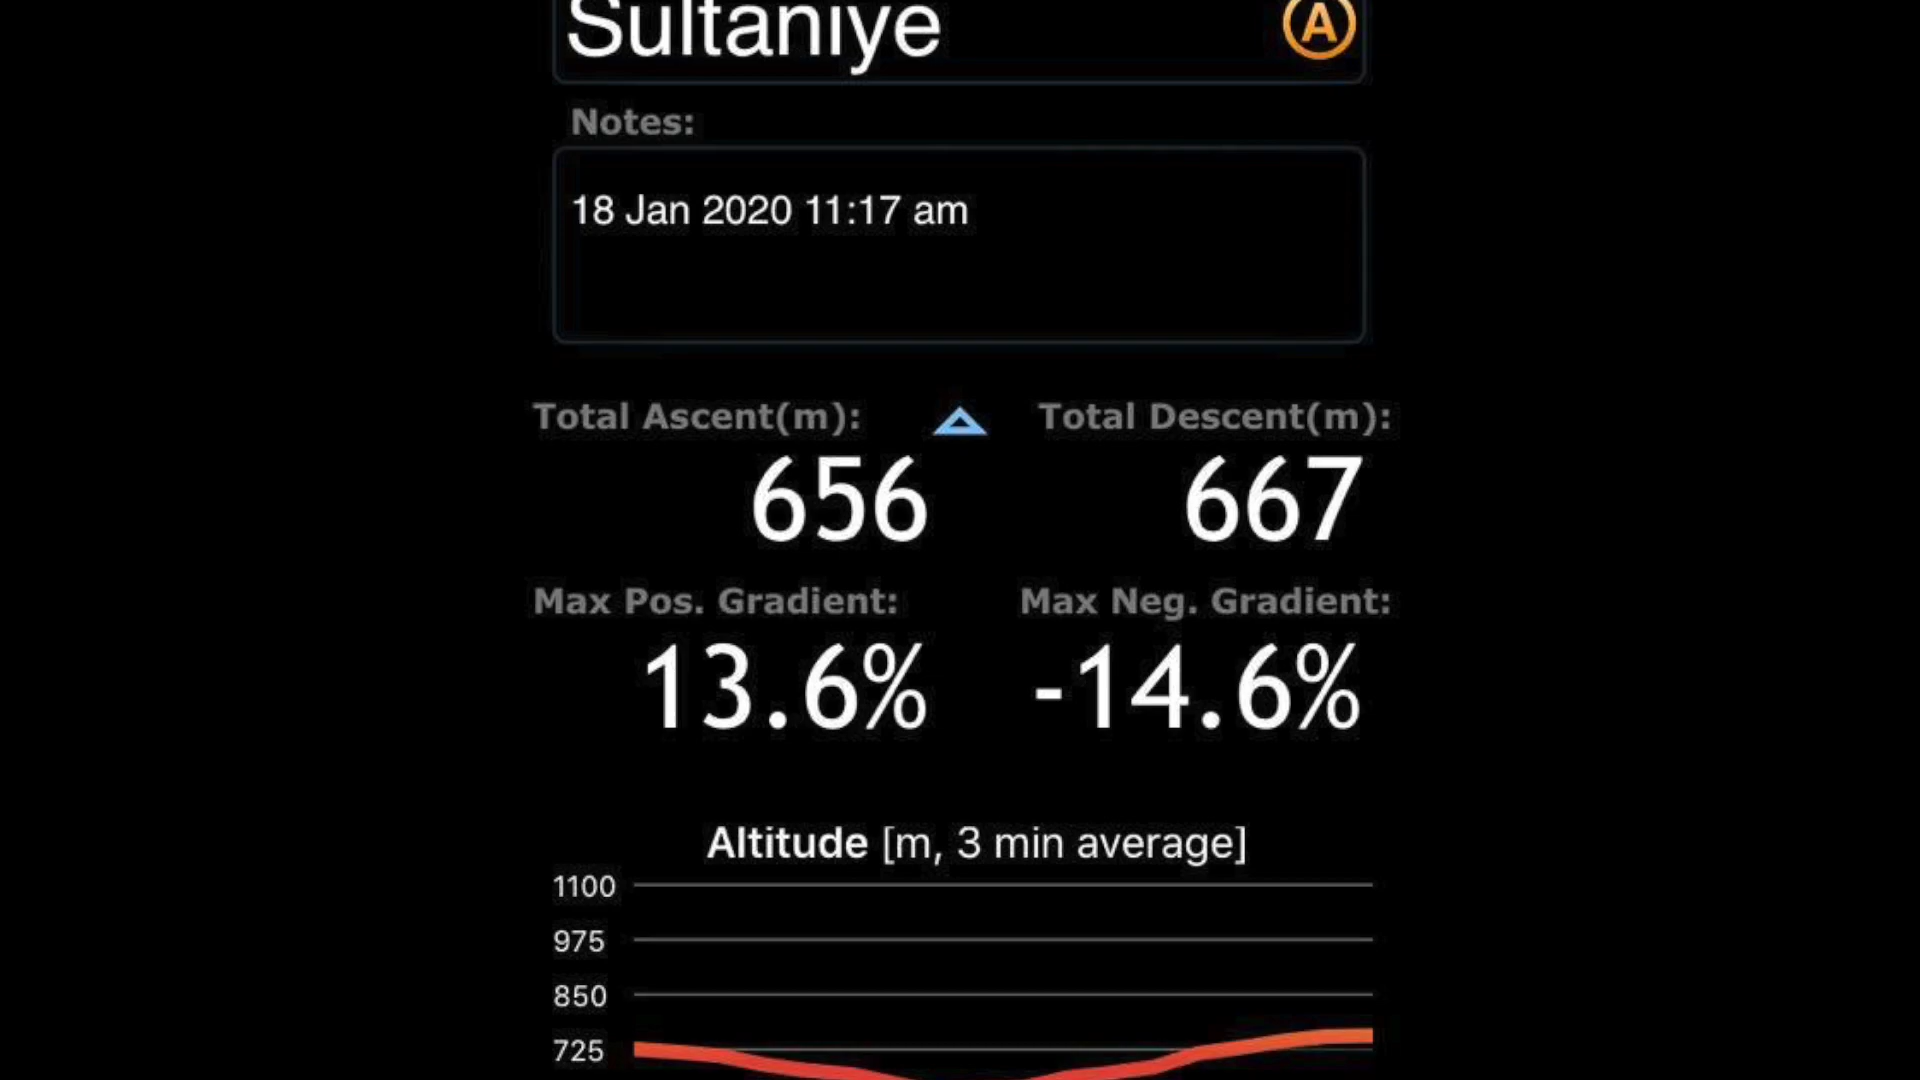 Sultaniye A
Notes:
18 Jan 2020 11:17 am
Total Ascent(m): Total Descent(m):
656 667
Max Pos. Gradient: Max Neg. Gradient:
13.6% -14.6%
Altitude [m, 3 min average]
1100
975
850
725